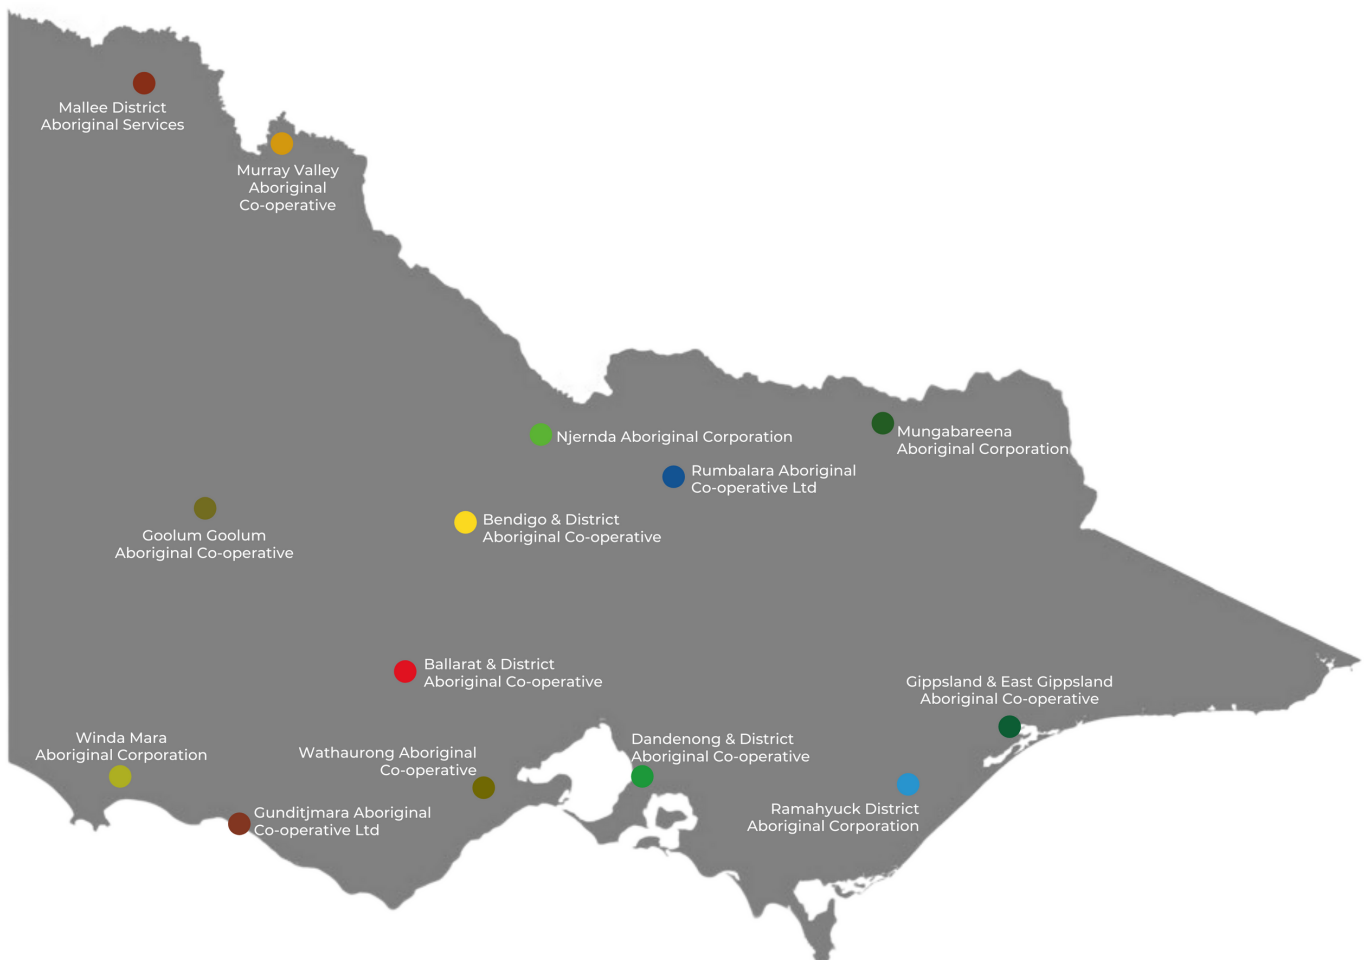 Mallee District
Aboriginal Services
Murray Valley
Aboriginal
Co-operative
Njernda Aboriginal Corporation
Mungabareena
Aboriginal Corporation
Rumbalara Aboriginal
Co-operative Ltd
Goolum Goolum
Aboriginal Co-operative
Bendigo & District
Aboriginal Co-operative
Ballarat & District
Aboriginal Co-operative
Gippsland & East Gippsland
Aboriginal Co-operative
Winda Mara
Aboriginal Corporation
Wathaurong Aboriginal
Co-operative
Dandenong & District
Aboriginal Co-operative
Gunditjmara Aboriginal
Co-operative Ltd
Ramahyuck District
Aboriginal Corporation